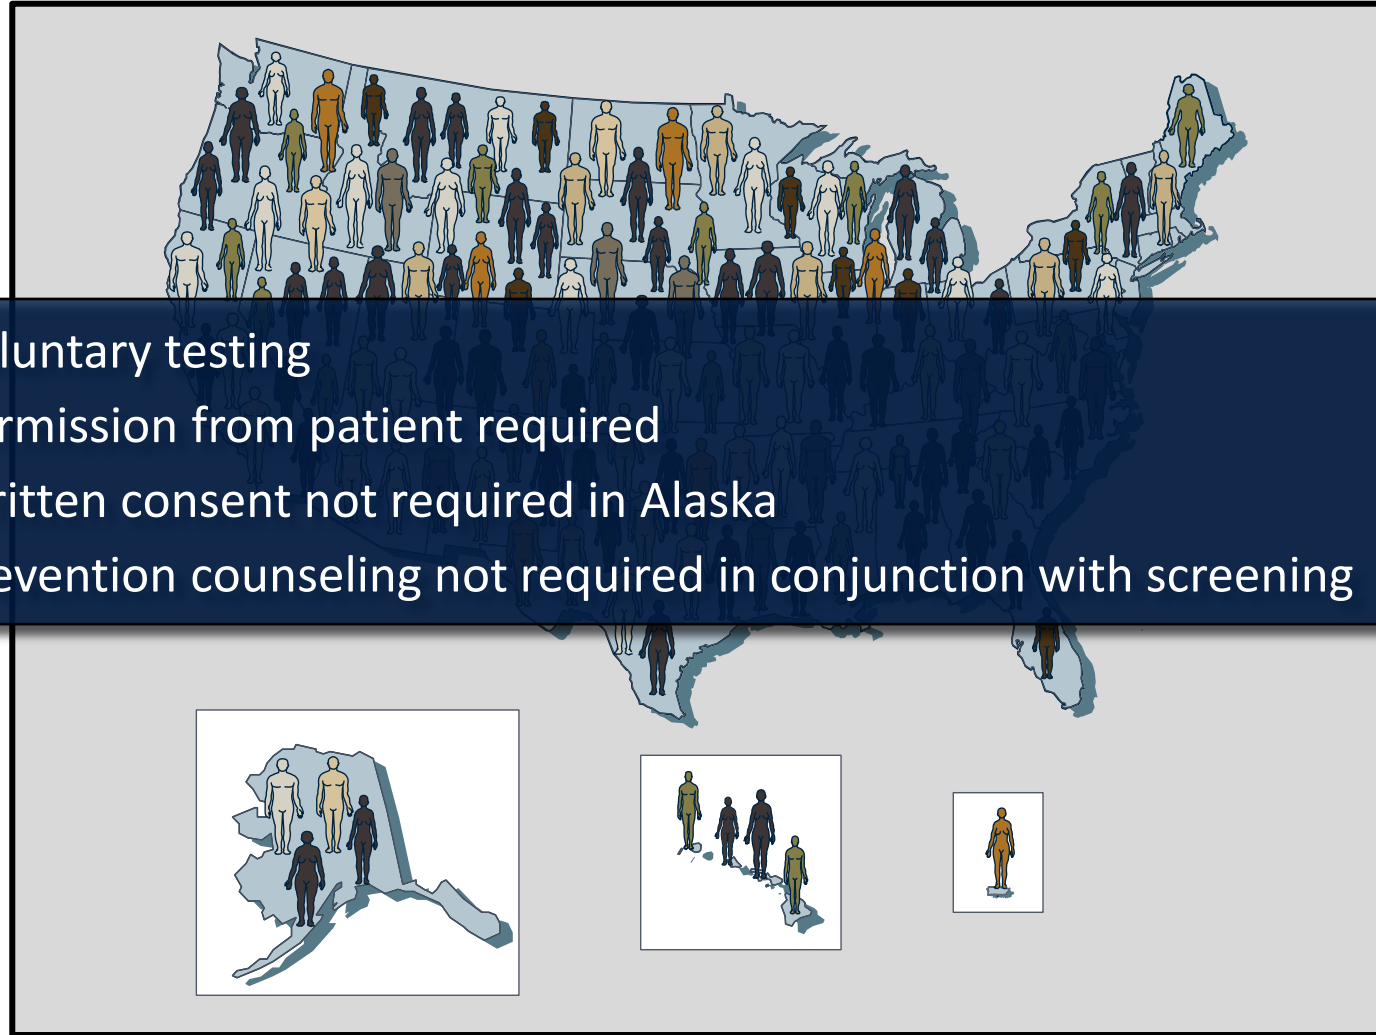 luntary testing
rmission from patient required
ritten consent not required in Alaska
evention counseling not required in conjunction with screening